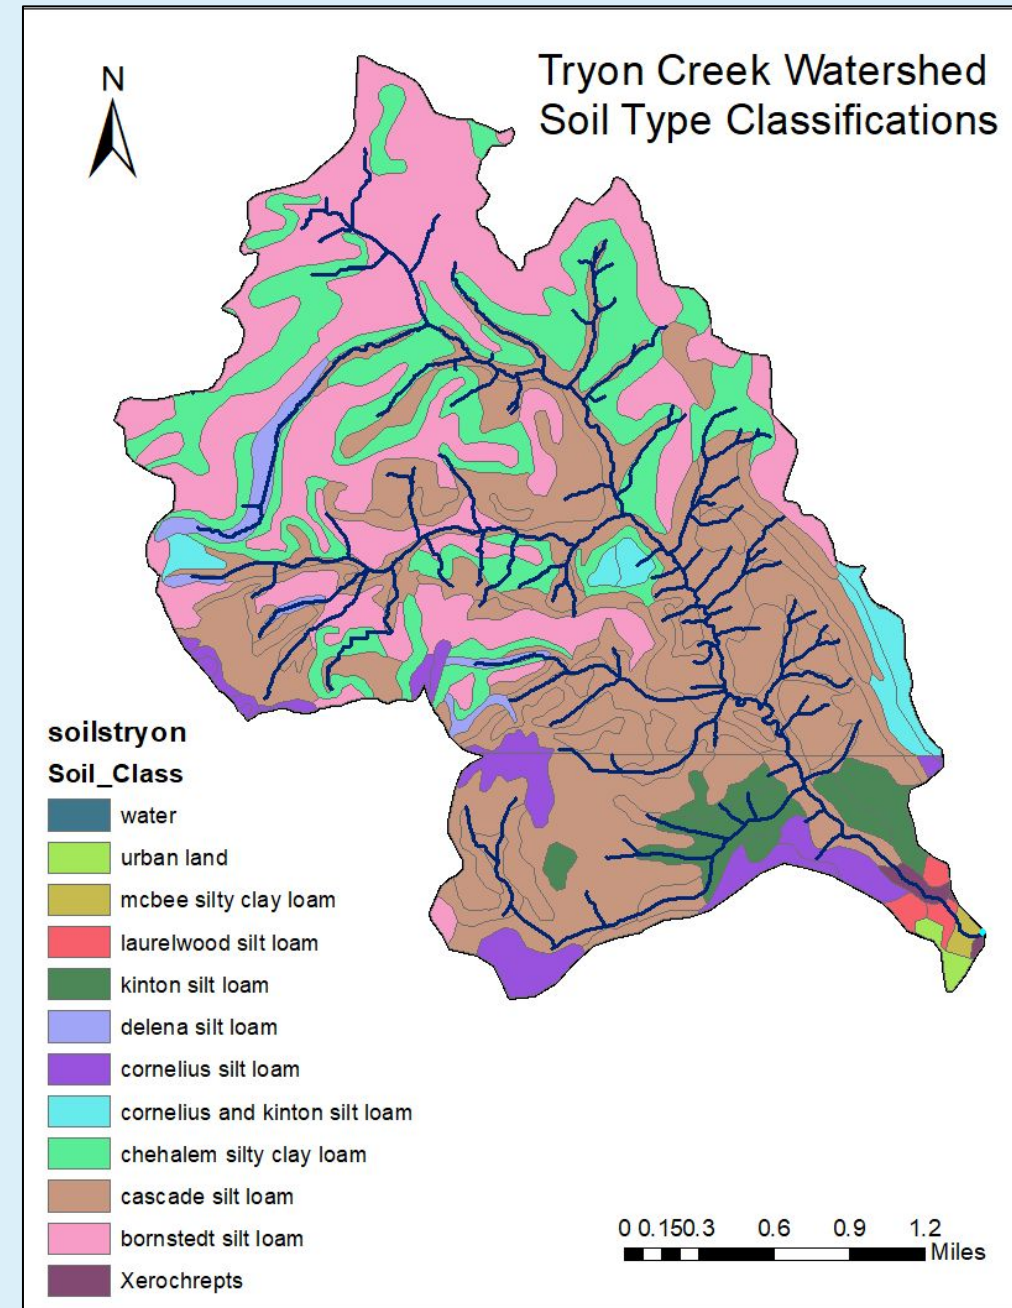 N
Tryon Creek Watershed
Soil Type Classifications
soilstryon
Soil_Class
water
urban land
mcbee silty clay loam
laurelwood silt loam
kinton silt loam
delena silt loam
cornelius silt loam
cornelius and kinton silt loam
chehalem silty clay loam
cascade silt loam
bornstedt silt loam
Xerochrepts
0 0.150.3 0.6 0.9 1.2
Miles